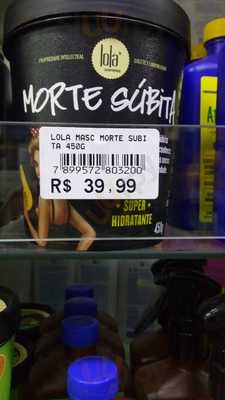 lola
MORTE SÚBITA
LOLA MASC MORTE SUBI
TA 450G
7 899572 803200
R$ 39,99
SUPER
HIDRATANTE
450